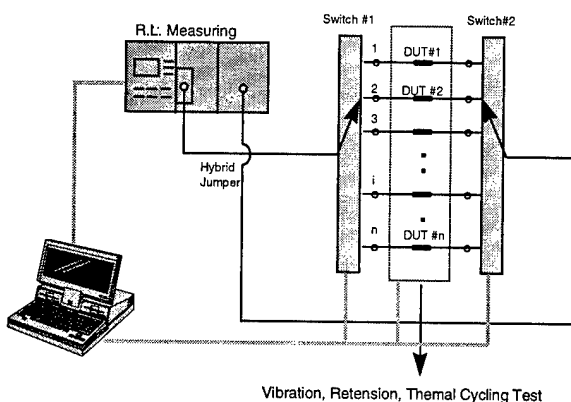 Switch #1
Switch#2
R.L. Measuring
1
DUT#1
2
DUT #2
3
Hybrid
Jumper
i
n
DUT #n
Vibration, Retension, Themal Cycling Test